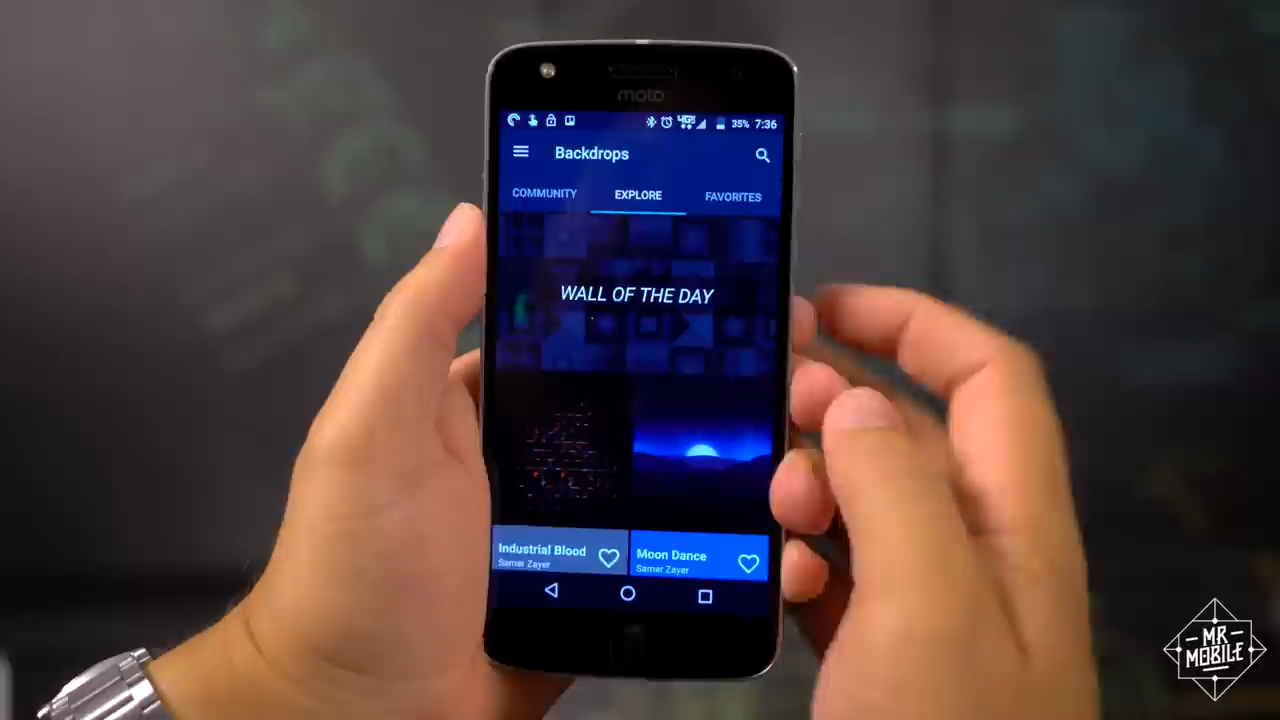 moto
4G
35% 7:36
Backdrops
COMMUNITY EXPLORE FAVORITES
WALL OF THE DAY
Industrial Blood
Samer Zayer
Moon Dance
Samer Zayer
MR
MOBILE